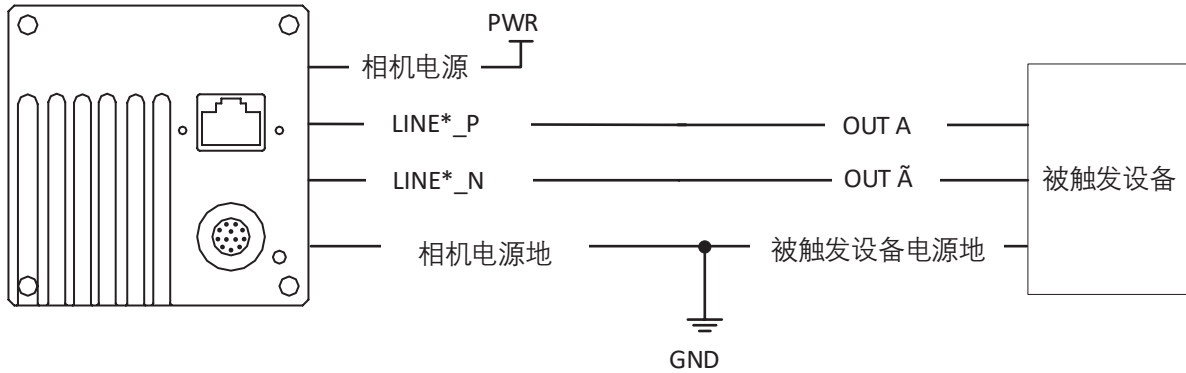 PWR
相机电源
LINE*_P
OUT A
LINE*_N
OUT Ã
被触发设备
相机电源地
被触发设备电源地
GND